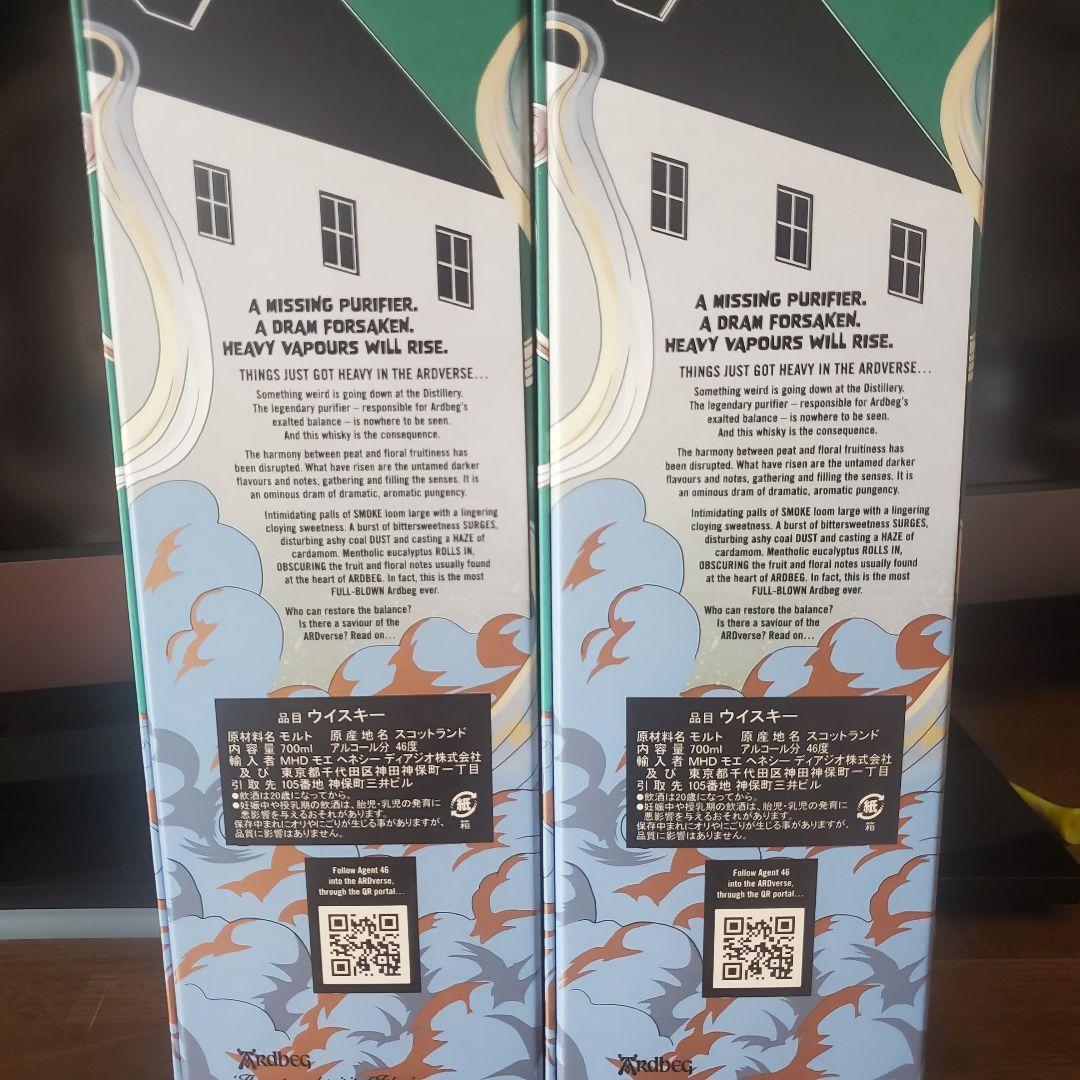 A MISSING PURIFIER.
A DRAM FORSAKEN.
HEAVY VAPOURS WILL RISE.
THINGS JUST GOT HEAVY IN THE ARDVERSE...
Something weird is going down at the Distillery.
The legendary purifier – responsible for Ardbeg's
exalted balance – is nowhere to be seen.
And this whisky is the consequence.
The harmony between peat and floral fruitiness has
been disrupted. What have risen are the untamed darker
flavours and notes, gathering and filling the senses. It is
an ominous dram of dramatic, aromatic pungency.
Intimidating palls of SMOKE loom large with a lingering
cloying sweetness. A burst of bittersweetness SURGES,
disturbing ashy coal DUST and casting a HAZE of
cardamom. Mentholic eucalyptus ROLLS IN,
OBSCURING the fruit and floral notes usually found
at the heart of ARDBEG. In fact, this is the most
FULL-BLOWN Ardbeg ever.
Who can restore the balance?
Is there a saviour of the
ARDverse? Read on...
品目 ウイスキー
原材料名 モルト 原産地名 スコットランド
内容量 700ml アルコール分 46度
輸入者 MHD モエ ヘネシー ディアジオ株式会社
及び 東京都千代田区神田神保町一丁目
引取先 105番地 神保町三井ビル
●飲酒は20歳になってから。
●妊娠中や授乳期の飲酒は、胎児・乳児の発育に
悪影響を与えるおそれがあります。
保存中まれにオリやにごりが生じる事がありますが、
品質に影響はありません。
紙
箱
Follow Agent 46
into the ARDverse,
through the QR portal...
ARDBEG
A MISSING PURIFIER.
A DRAM FORSAKEN.
HEAVY VAPOURS WILL RISE.
THINGS JUST GOT HEAVY IN THE ARDVERSE...
Something weird is going down at the Distillery.
The legendary purifier – responsible for Ardbeg's
exalted balance – is nowhere to be seen.
And this whisky is the consequence.
The harmony between peat and floral fruitiness has
been disrupted. What have risen are the untamed darker
flavours and notes, gathering and filling the senses. It is
an ominous dram of dramatic, aromatic pungency.
Intimidating palls of SMOKE loom large with a lingering
cloying sweetness. A burst of bittersweetness SURGES,
disturbing ashy coal DUST and casting a HAZE of
cardamom. Mentholic eucalyptus ROLLS IN,
OBSCURING the fruit and floral notes usually found
at the heart of ARDBEG. In fact, this is the most
FULL-BLOWN Ardbeg ever.
Who can restore the balance?
Is there a saviour of the
ARDverse? Read on...
品目 ウイスキー
原材料名 モルト 原産地名 スコットランド
内容量 700ml アルコール分 46度
輸入者 MHD モエ ヘネシー ディアジオ株式会社
及び 東京都千代田区神田神保町一丁目
引取先 105番地 神保町三井ビル
●飲酒は20歳になってから。
●妊娠中や授乳期の飲酒は、胎児・乳児の発育に
悪影響を与えるおそれがあります。
保存中まれにオリやにごりが生じる事がありますが、
品質に影響はありません。
紙
箱
Follow Agent 46
into the ARDverse,
through the QR portal...
ARDBEG